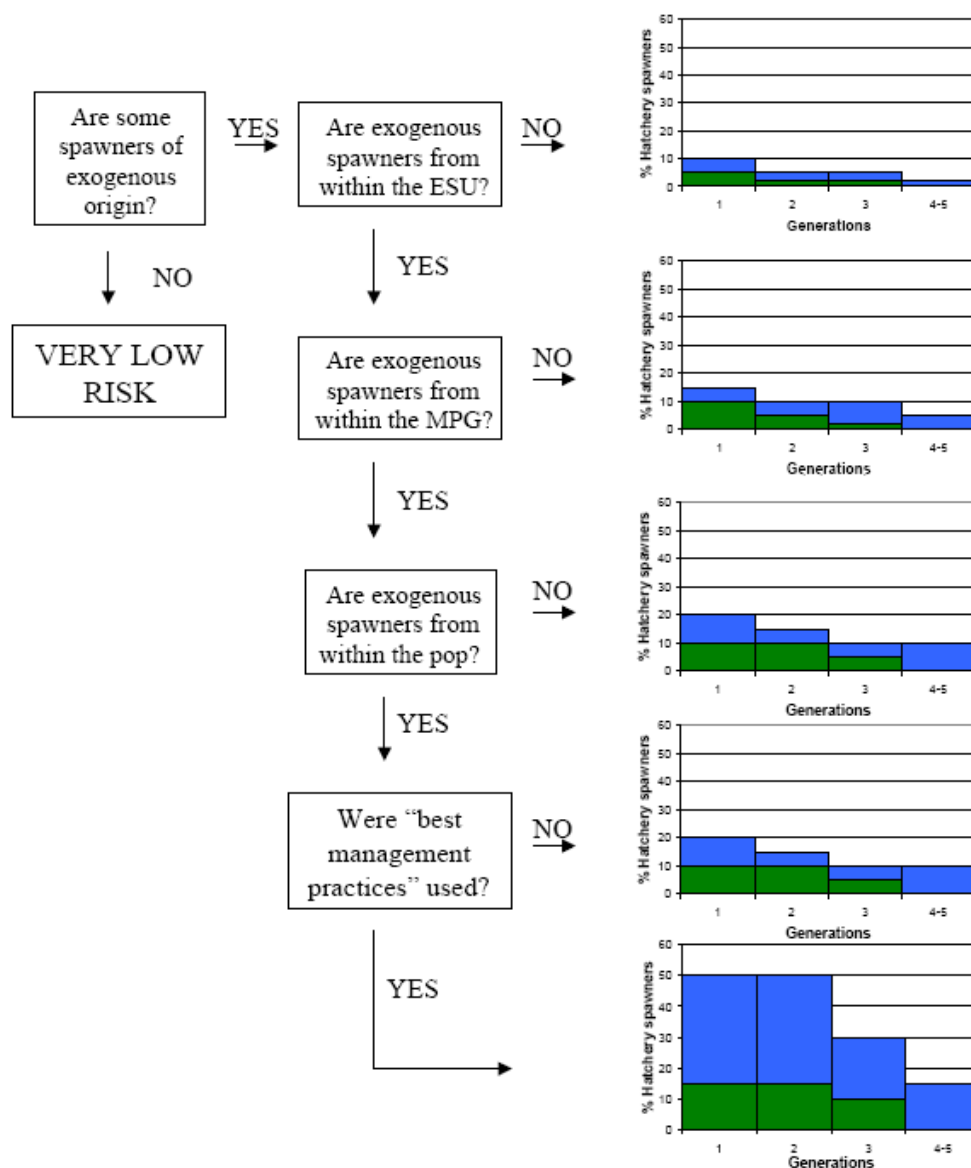 Are some
spawners of
exogenous
origin?
YES
Are exogenous
spawners from
within the ESU?
NO
% Hatchery spawners
60
50
40
30
20
10
0
1 2 3 4-5
Generations
NO
YES
VERY LOW
RISK
Are exogenous
spawners from
within the MPG?
NO
% Hatchery spawners
60
50
40
30
20
10
0
1 2 3 4-5
Generations
YES
Are exogenous
spawners from
within the pop?
NO
% Hatchery spawners
60
50
40
30
20
10
0
1 2 3 4-5
Generations
YES
Were “best
management
practices” used?
NO
% Hatchery spawners
60
50
40
30
20
10
0
1 2 3 4-5
Generations
YES
% Hatchery spawners
60
50
40
30
20
10
0
1 2 3 4-5
Generations